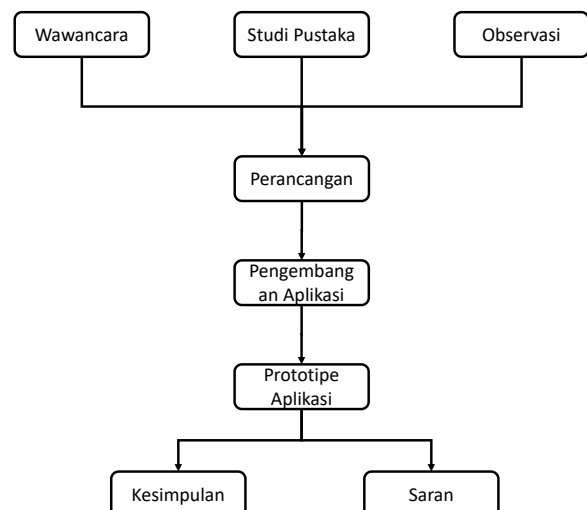 Wawancara
Studi Pustaka
Observasi
Perancangan
Pengembang
an Aplikasi
Prototipe
Aplikasi
Kesimpulan
Saran